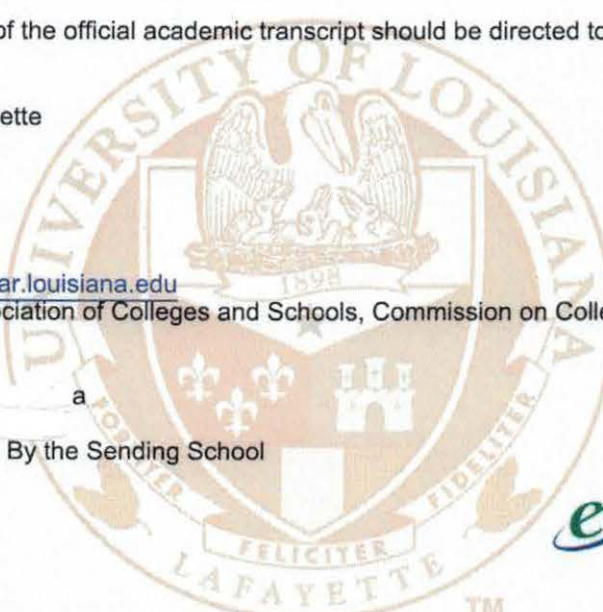 of the official academic transcript should be directed to
ette
ar.louisiana.edu
ociation of Colleges and Schools, Commission on Colle
a
By the Sending School
UNIVERSITY OF LOUISIANA
1898
FORTITER
FELICITER
FIDELITER
LAFAYETTE
TM
e